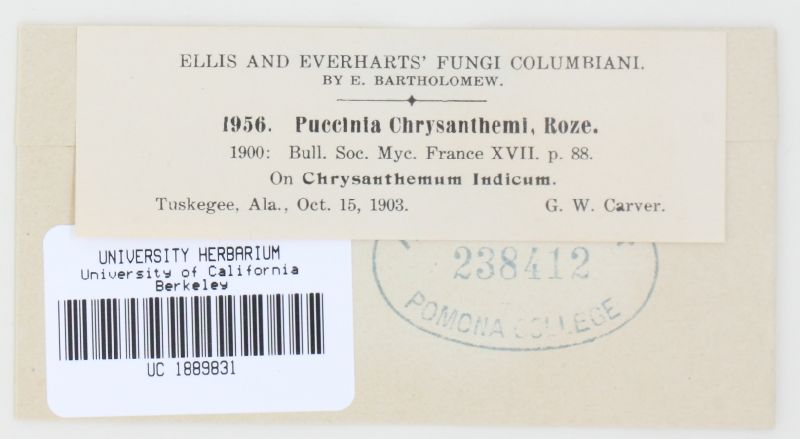 ELLIS AND EVERHARTS' FUNGI COLUMBIANI.
BY E. BARTHOLOMEW.
1956. Puccinia Chrysanthemi, Roze.
1900: Bull. Soc. Myc. France XVII. p. 88.
On Chrysanthemum Indicum.
Tuskegee, Ala., Oct. 15, 1903. G. W. Carver.
238412
POMONA COLLEGE
UNIVERSITY HERBARIUM
University of California
Berkeley
UC 1889831